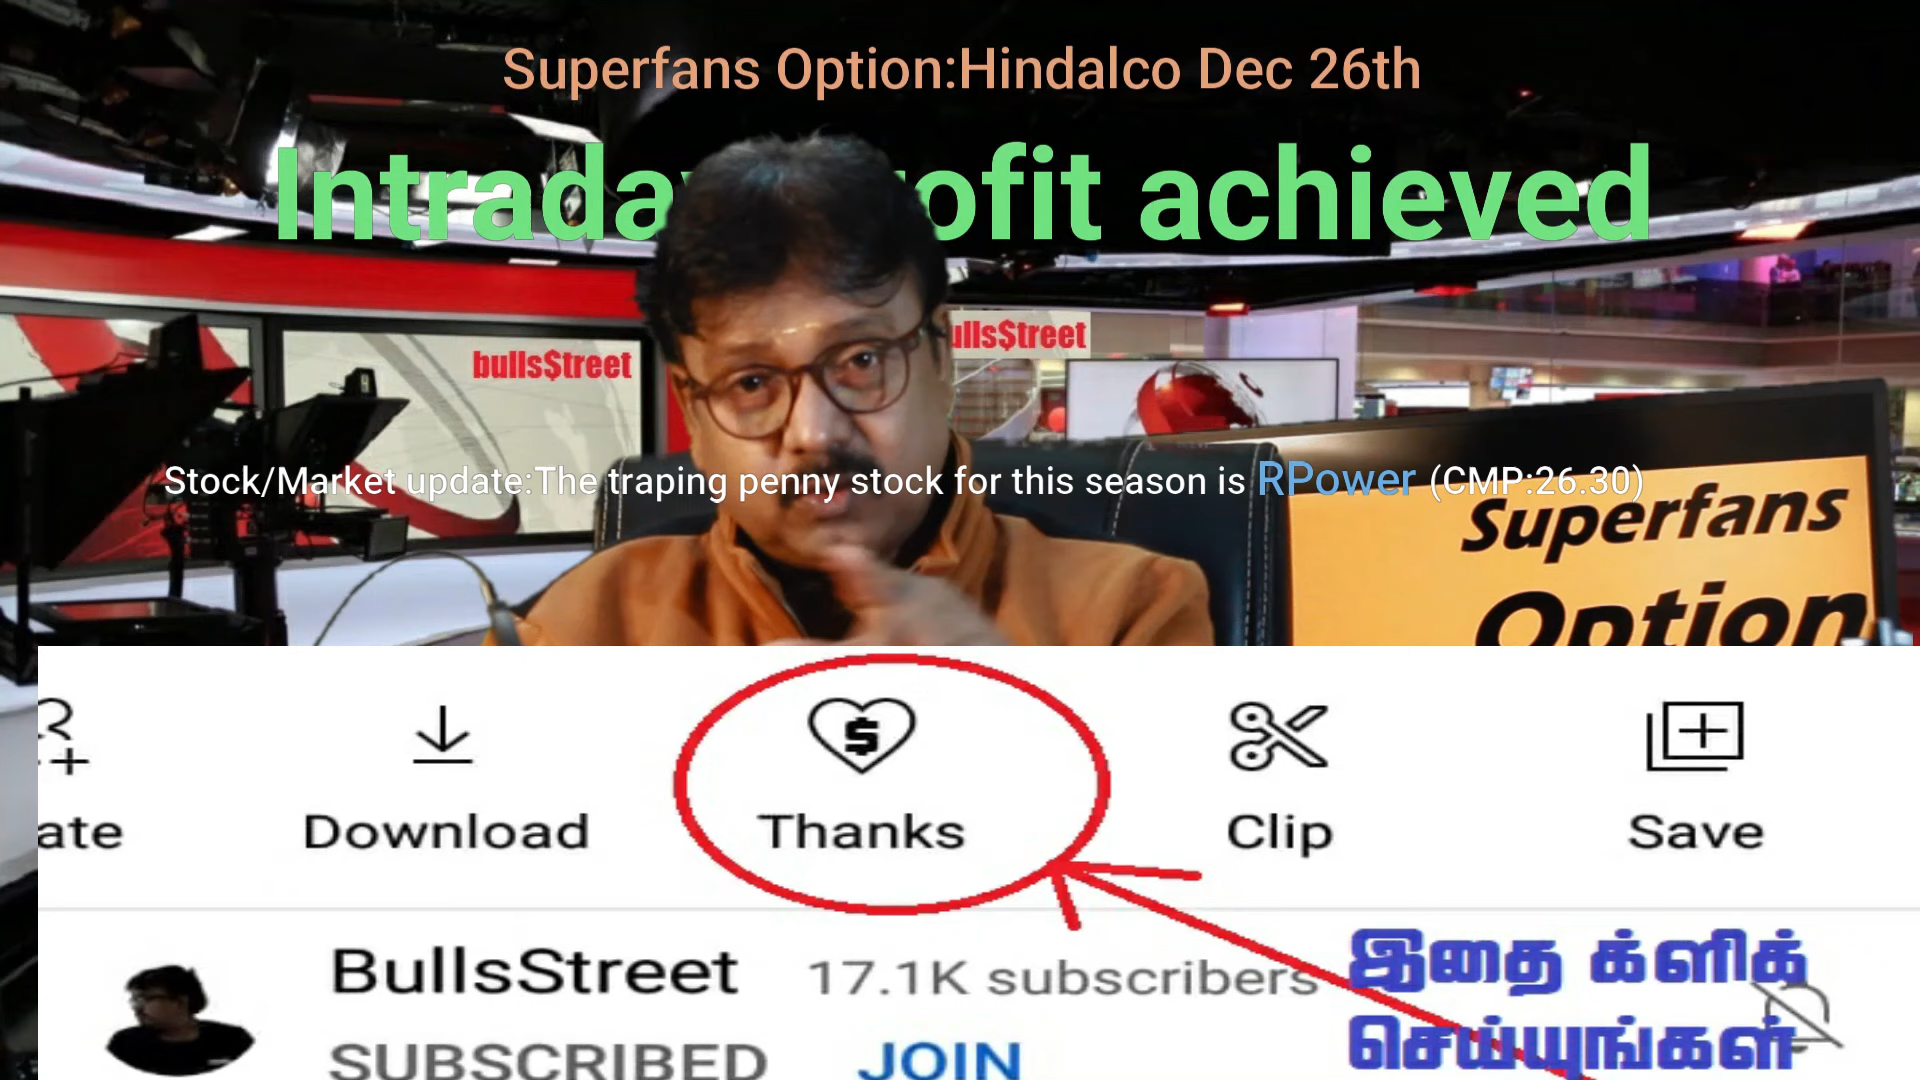 Superfans Option:Hindalco Dec 26th
Intraday rofit achieved
bulls$treet
ulls$treet
Stock/Market update:The traping penny stock for this season is RPower (CMP:26.30)
Superfans
Option
ate
Download
Thanks
Clip
Save
BullsStreet 17.1K subscribers
SUBSCRIBED JOIN
இதை க்ளிக்
செய்யுங்கள்